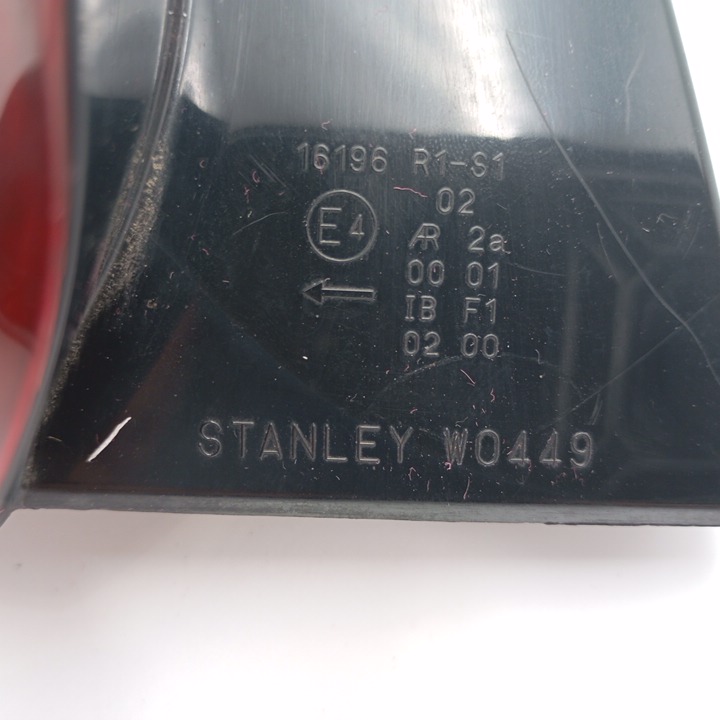 16196 R1-S1
02
E4 AR 2a
00 01
← IB F1
02 00
STANLEY W0449